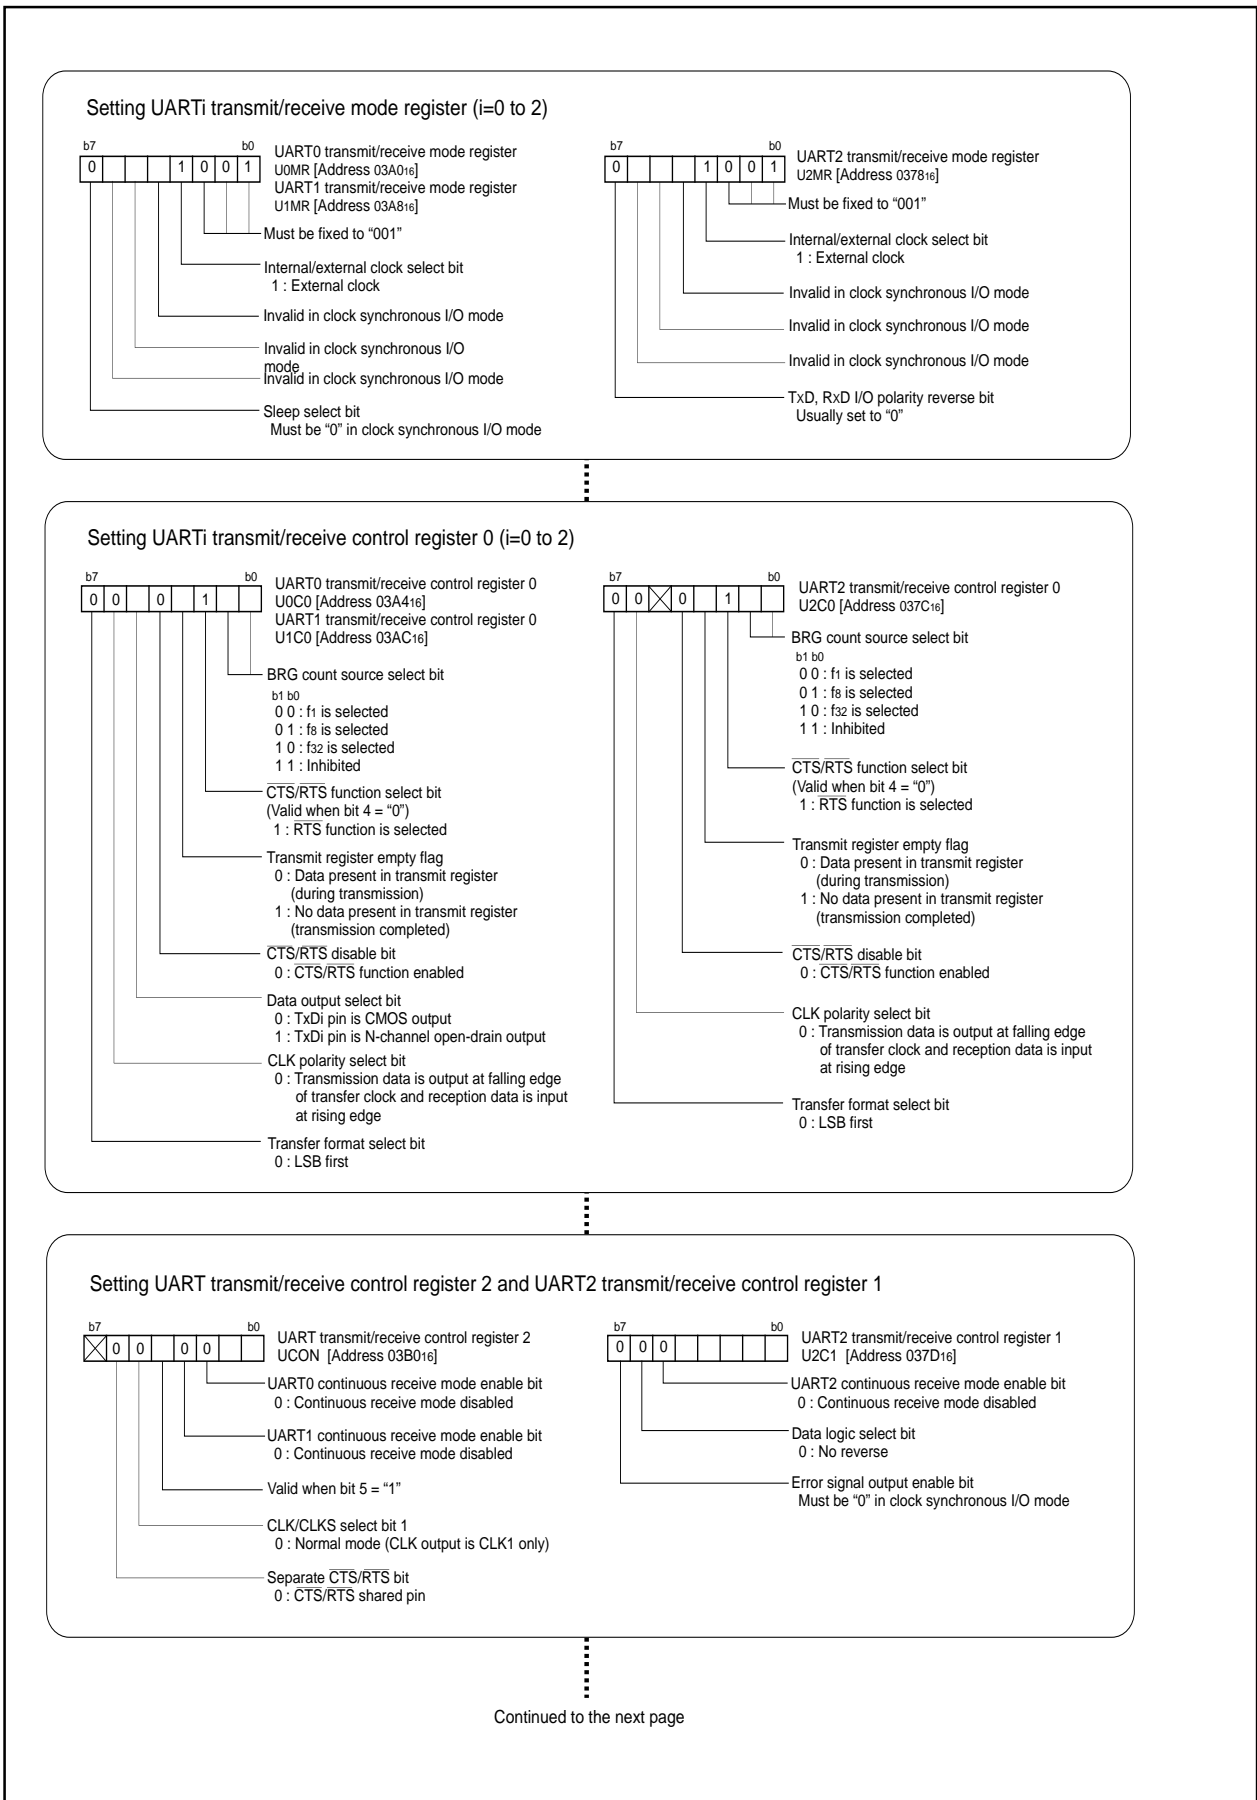 Setting UARTi transmit/receive mode register (i=0 to 2)
b7 b0
0 1 0 0 1
UART0 transmit/receive mode register
U0MR [Address 03A016]
UART1 transmit/receive mode register
U1MR [Address 03A816]
Must be fixed to “001”
Internal/external clock select bit
1 : External clock
Invalid in clock synchronous I/O mode
Invalid in clock synchronous I/O
mode
Invalid in clock synchronous I/O mode
Sleep select bit
Must be “0” in clock synchronous I/O mode
b7 b0
0 1 0 0 1
UART2 transmit/receive mode register
U2MR [Address 037816]
Must be fixed to “001”
Internal/external clock select bit
1 : External clock
Invalid in clock synchronous I/O mode
Invalid in clock synchronous I/O mode
Invalid in clock synchronous I/O mode
TXD, RXD I/O polarity reverse bit
Usually set to “0”
Setting UARTi transmit/receive control register 0 (i=0 to 2)
b7 b0
0 0 0 1
UART0 transmit/receive control register 0
U0C0 [Address 03A416]
UART1 transmit/receive control register 0
U1C0 [Address 03AC16]
BRG count source select bit
b1 b0
0 0 : f1 is selected
0 1 : f8 is selected
1 0 : f32 is selected
1 1 : Inhibited
CTS/RTS function select bit
(Valid when bit 4 = “0”)
1 : RTS function is selected
Transmit register empty flag
0 : Data present in transmit register
(during transmission)
1 : No data present in transmit register
(transmission completed)
CTS/RTS disable bit
0 : CTS/RTS function enabled
Data output select bit
0 : TxDi pin is CMOS output
1 : TxDi pin is N-channel open-drain output
CLK polarity select bit
0 : Transmission data is output at falling edge
of transfer clock and reception data is input
at rising edge
Transfer format select bit
0 : LSB first
b7 b0
0 0 0 1
UART2 transmit/receive control register 0
U2C0 [Address 037C16]
BRG count source select bit
b1 b0
0 0 : f1 is selected
0 1 : f8 is selected
1 0 : f32 is selected
1 1 : Inhibited
CTS/RTS function select bit
(Valid when bit 4 = “0”)
1 : RTS function is selected
Transmit register empty flag
0 : Data present in transmit register
(during transmission)
1 : No data present in transmit register
(transmission completed)
CTS/RTS disable bit
0 : CTS/RTS function enabled
CLK polarity select bit
0 : Transmission data is output at falling edge
of transfer clock and reception data is input
at rising edge
Transfer format select bit
0 : LSB first
Setting UART transmit/receive control register 2 and UART2 transmit/receive control register 1
b7 b0
0 0 0 0
UART transmit/receive control register 2
UCON [Address 03B016]
UART0 continuous receive mode enable bit
0 : Continuous receive mode disabled
UART1 continuous receive mode enable bit
0 : Continuous receive mode disabled
Valid when bit 5 = “1”
CLK/CLKS select bit 1
0 : Normal mode (CLK output is CLK1 only)
Separate CTS/RTS bit
0 : CTS/RTS shared pin
b7 b0
0 0 0
UART2 transmit/receive control register 1
U2C1 [Address 037D16]
UART2 continuous receive mode enable bit
0 : Continuous receive mode disabled
Data logic select bit
0 : No reverse
Error signal output enable bit
Must be “0” in clock synchronous I/O mode
Continued to the next page